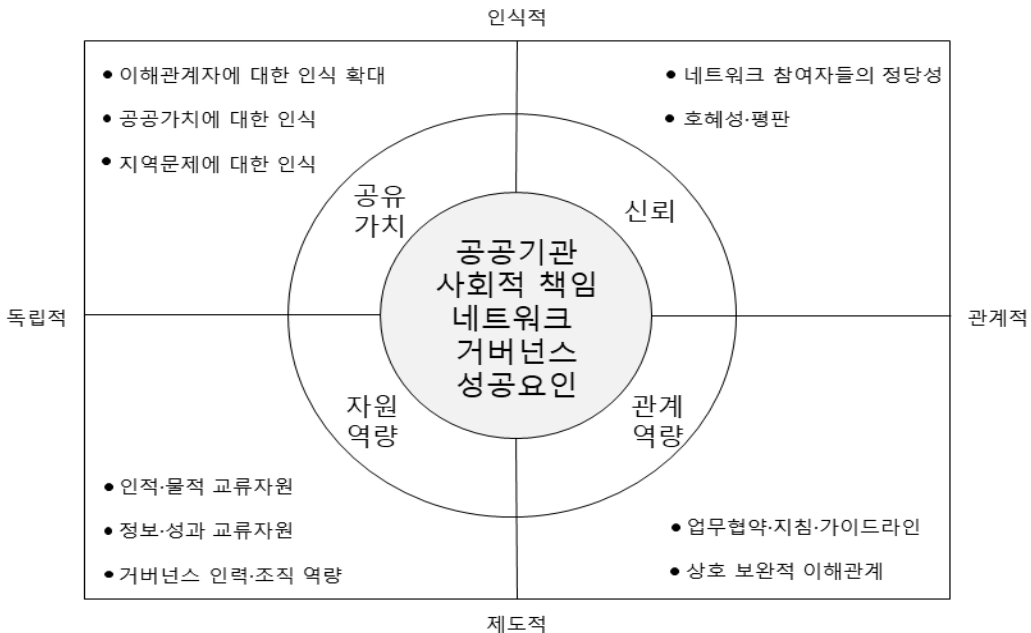 인식적
• 이해관계자에 대한 인식 확대
• 공공가치에 대한 인식
• 지역문제에 대한 인식
• 네트워크 참여자들의 정당성
• 호혜성·평판
공유
가치
신뢰
독립적
공공기관
사회적 책임
네트워크
거버넌스
성공요인
관계적
자원
역량
관계
역량
• 인적·물적 교류자원
• 정보·성과 교류자원
• 거버넌스 인력·조직 역량
• 업무협약·지침·가이드라인
• 상호 보완적 이해관계
제도적